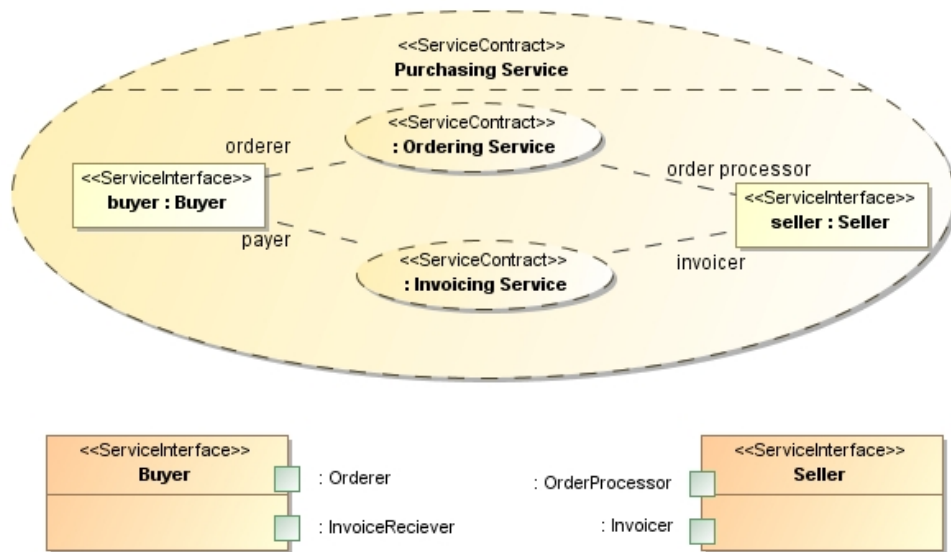 <<ServiceContract>>
Purchasing Service
<<ServiceContract>>
: Ordering Service
orderer
order processor
<<ServiceInterface>>
buyer : Buyer
<<ServiceInterface>>
seller : Seller
payer
<<ServiceContract>>
: Invoicing Service
invoicer
<<ServiceInterface>>
Buyer
: Orderer
: InvoiceReciever
<<ServiceInterface>>
Seller
: OrderProcessor
: Invoicer